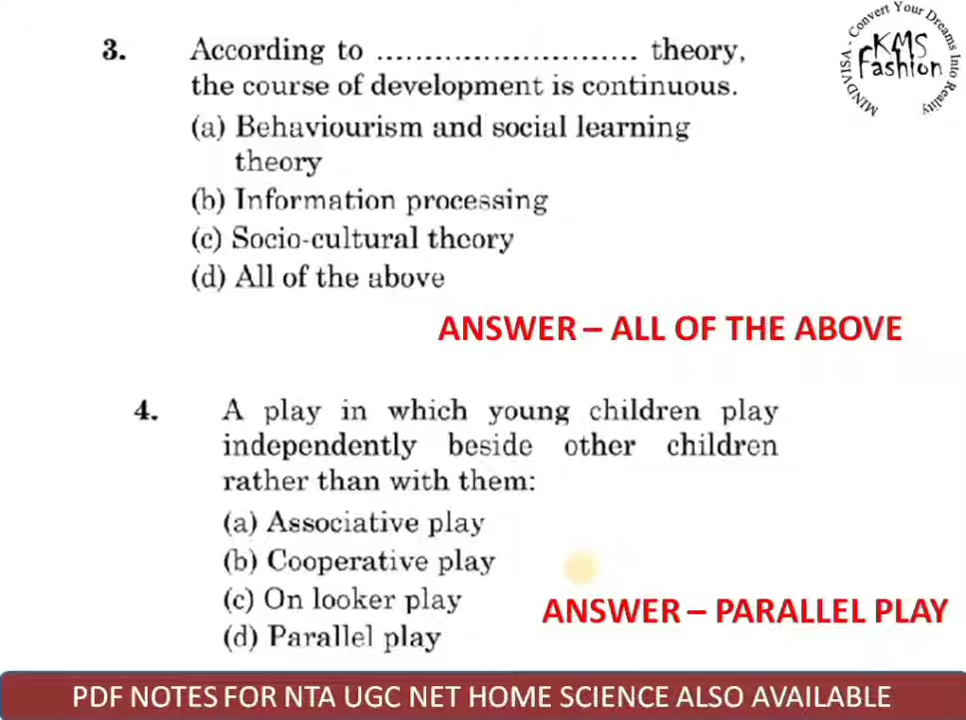 MINDVISA - Convert Your Dreams Into Reality
KMS
Fashion
3. According to ........................... theory,
the course of development is continuous.
(a) Behaviourism and social learning
theory
(b) Information processing
(c) Socio-cultural theory
(d) All of the above
ANSWER – ALL OF THE ABOVE
4. A play in which young children play
independently beside other children
rather than with them:
(a) Associative play
(b) Cooperative play
(c) On looker play
(d) Parallel play
ANSWER – PARALLEL PLAY
PDF NOTES FOR NTA UGC NET HOME SCIENCE ALSO AVAILABLE